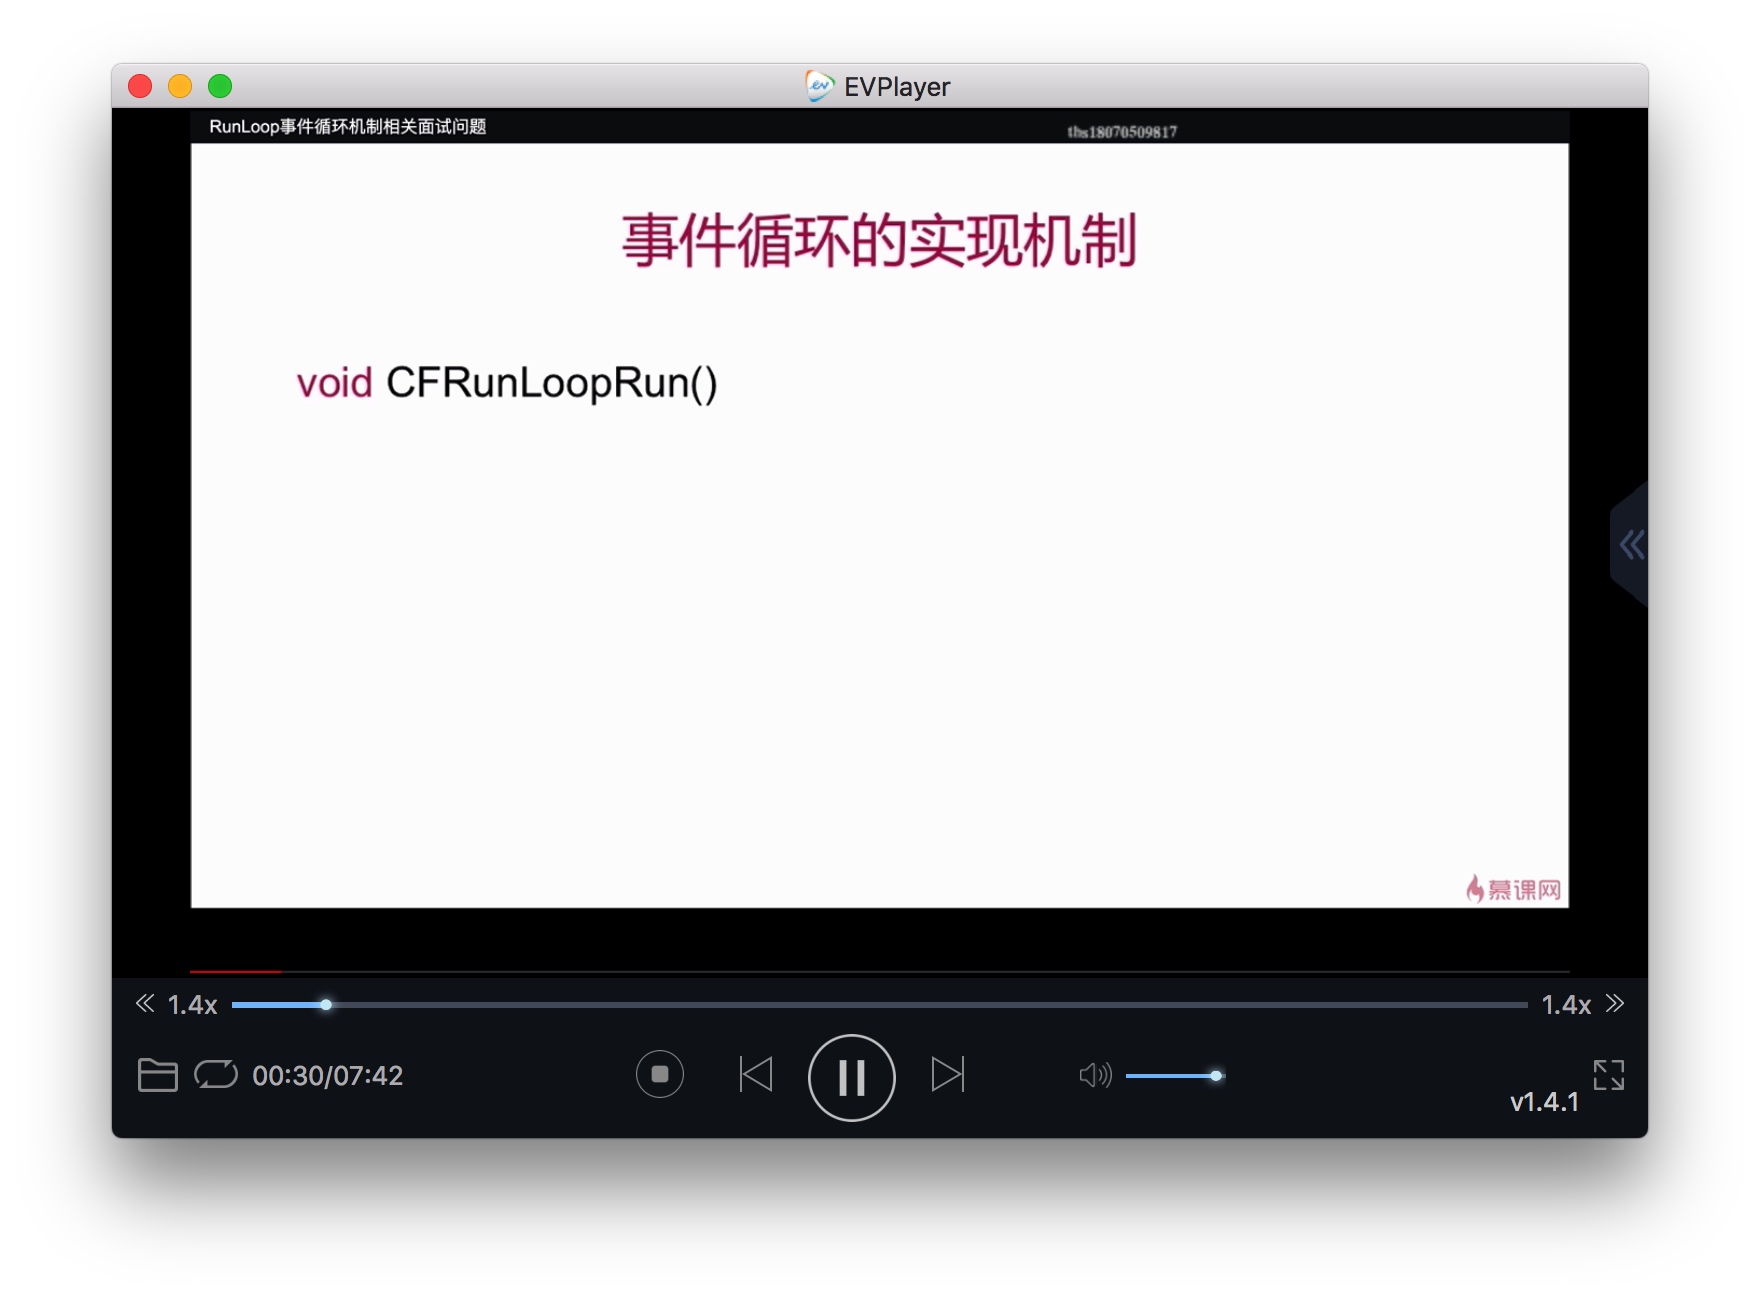 EVPlayer
RunLoop事件循环机制相关面试问题
ths18070509817
事件循环的实现机制
void CFRunLoopRun()
慕课网
1.4x
1.4x
00:30/07:42
v1.4.1